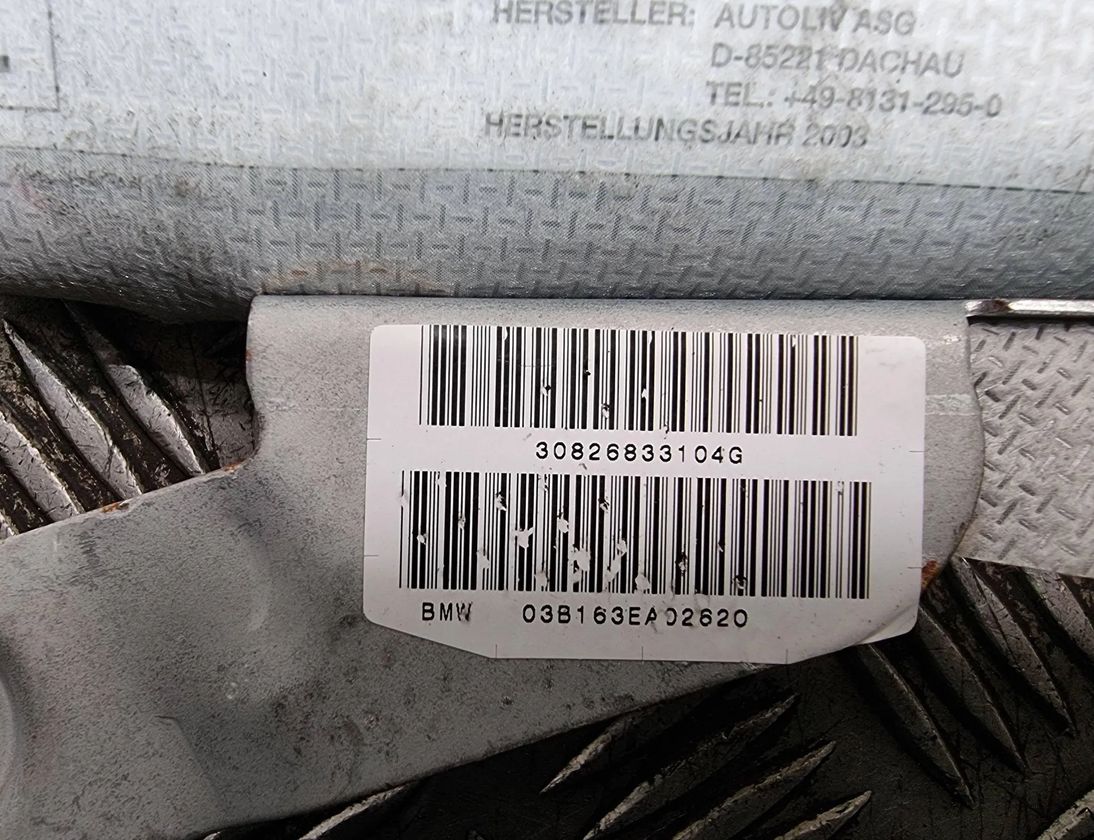 HERSTELLER: AUTOLIV ASG
D-85221 DACHAU
TEL.: +49-8131-295-0
HERSTELLUNGSJAHR 2003
30826833104G
BMW 03B163EA02620